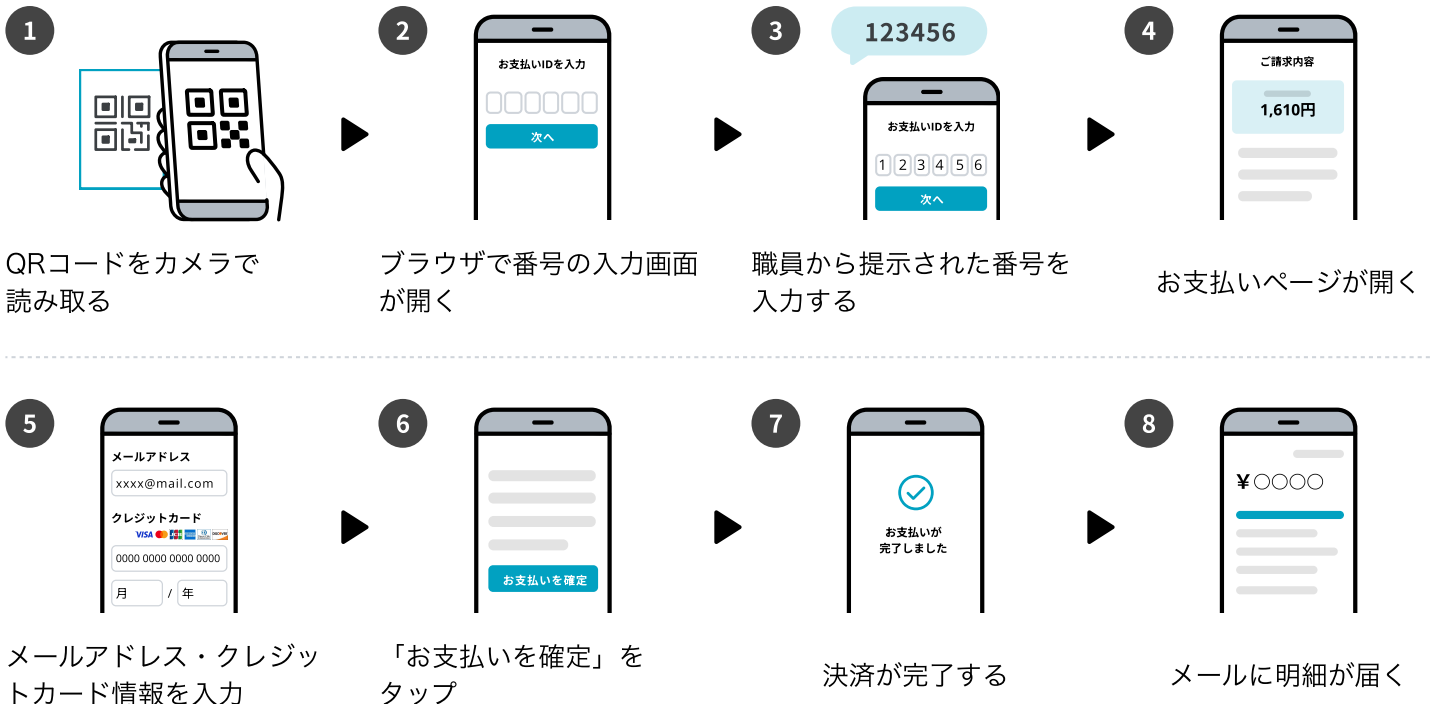 1
QRコードをカメラで
読み取る
2
お支払いIDを入力
次へ
ブラウザで番号の入力画面
が開く
3
123456
お支払いIDを入力
1 2 3 4 5 6
次へ
職員から提示された番号を
入力する
4
ご請求内容
1,610円
お支払いページが開く
5
メールアドレス
xxxx@mail.com
クレジットカード
VISA
0000 0000 0000 0000
月 / 年
メールアドレス・クレジッ
トカード情報を入力
6
お支払いを確定
「お支払いを確定」を
タップ
7
お支払いが
完了しました
決済が完了する
8
¥○○○○
メールに明細が届く